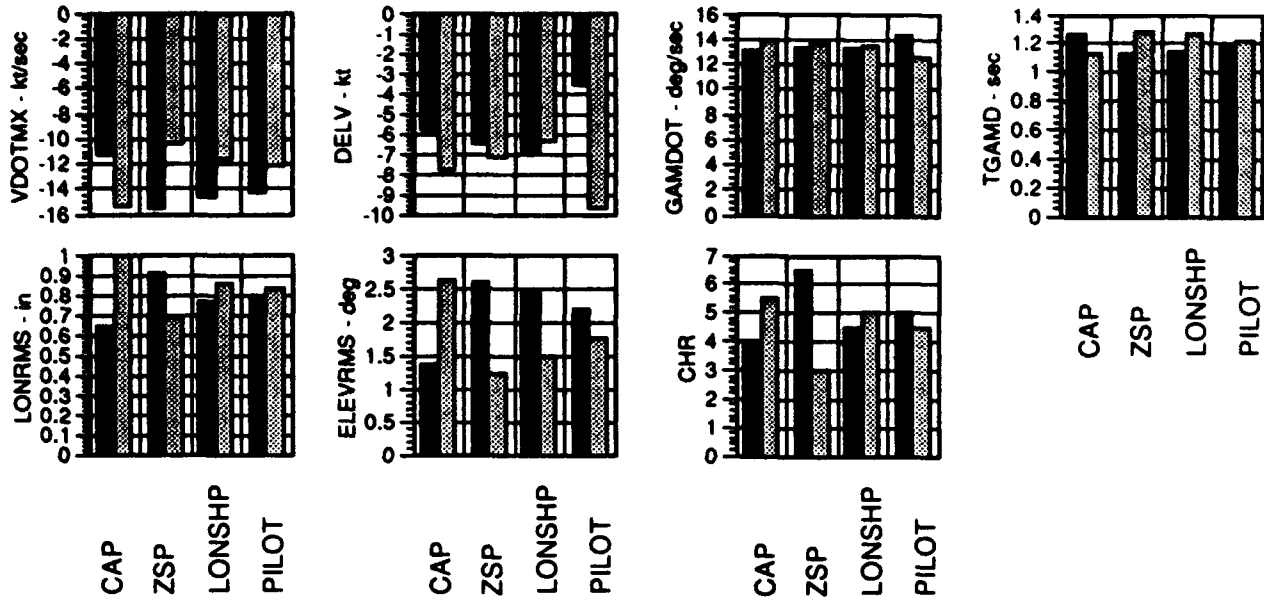 VDOTMX - kt/sec
0
-2
-4
-6
-8
-10
-12
-14
-16
DELV - kt
0
-1
-2
-3
-4
-5
-6
-7
-8
-9
-10
GAMDOT - deg/sec
16
14
12
10
8
6
4
2
0
TGAMD - sec
1.4
1.2
1
0.8
0.6
0.4
0.2
0
CAP
ZSP
LONSHP
PILOT
LONRMS - in
1
0.9
0.8
0.7
0.6
0.5
0.4
0.3
0.2
0.1
0
CAP
ZSP
LONSHP
PILOT
ELEVRMS - deg
3
2.5
2
1.5
1
0.5
0
CAP
ZSP
LONSHP
PILOT
CHR
7
6
5
4
3
2
1
0
CAP
ZSP
LONSHP
PILOT